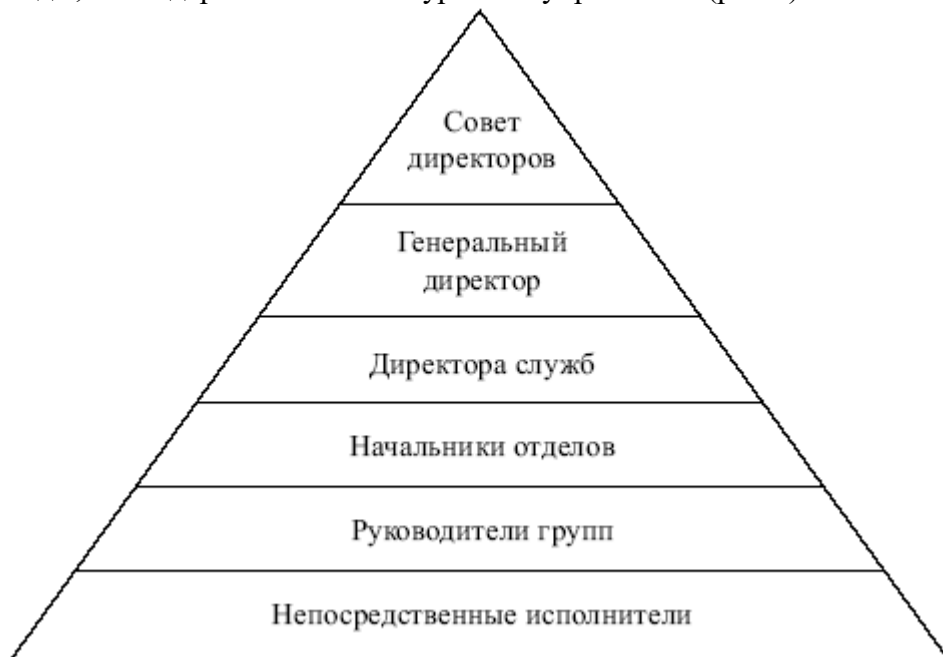 Совет
директоров
Генеральный
директор
Директора служб
Начальники отделов
Руководители групп
Непосредственные исполнители